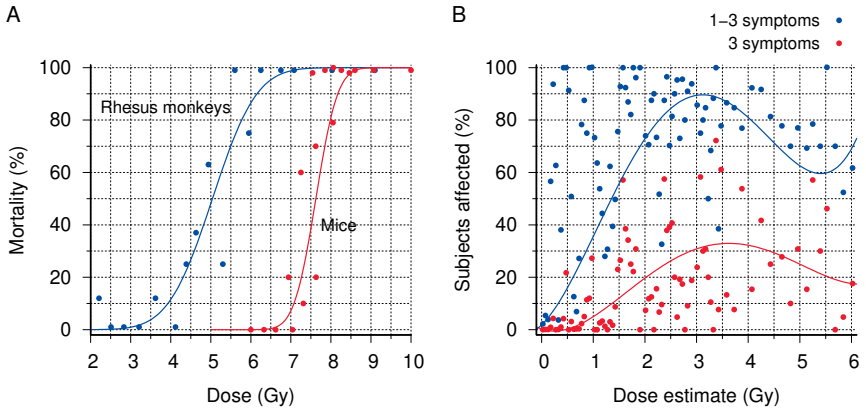 A
100
80
60
40
20
0
Mortality (%)
Rhesus monkeys
Mice
2 3 4 5 6 7 8 9 10
Dose (Gy)
B
1−3 symptoms
3 symptoms
100
80
60
40
20
0
Subjects affected (%)
0 1 2 3 4 5 6
Dose estimate (Gy)